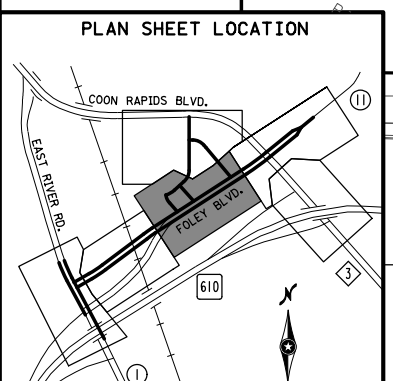 PLAN SHEET LOCATION
COON RAPIDS BLVD.
11
EAST RIVER RD.
FOLEY BLVD.
610
3
N
1